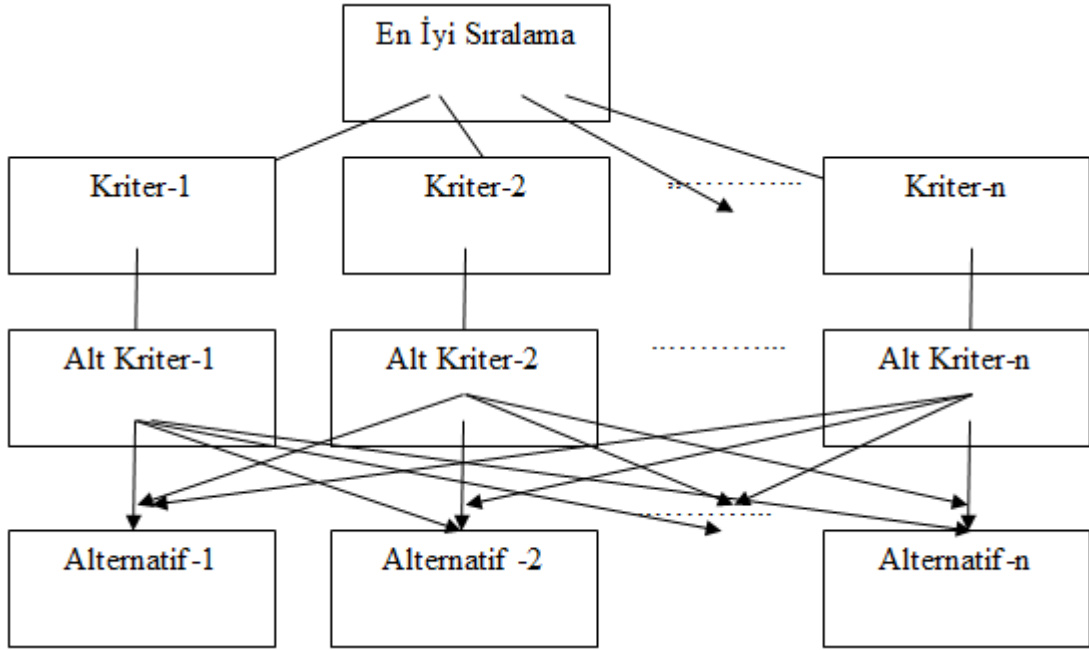 En İyi Sıralama
Kriter-1
Kriter-2
Kriter-n
Alt Kriter-1
Alt Kriter-2
Alt Kriter-n
Alternatif-1
Alternatif -2
Alternatif-n